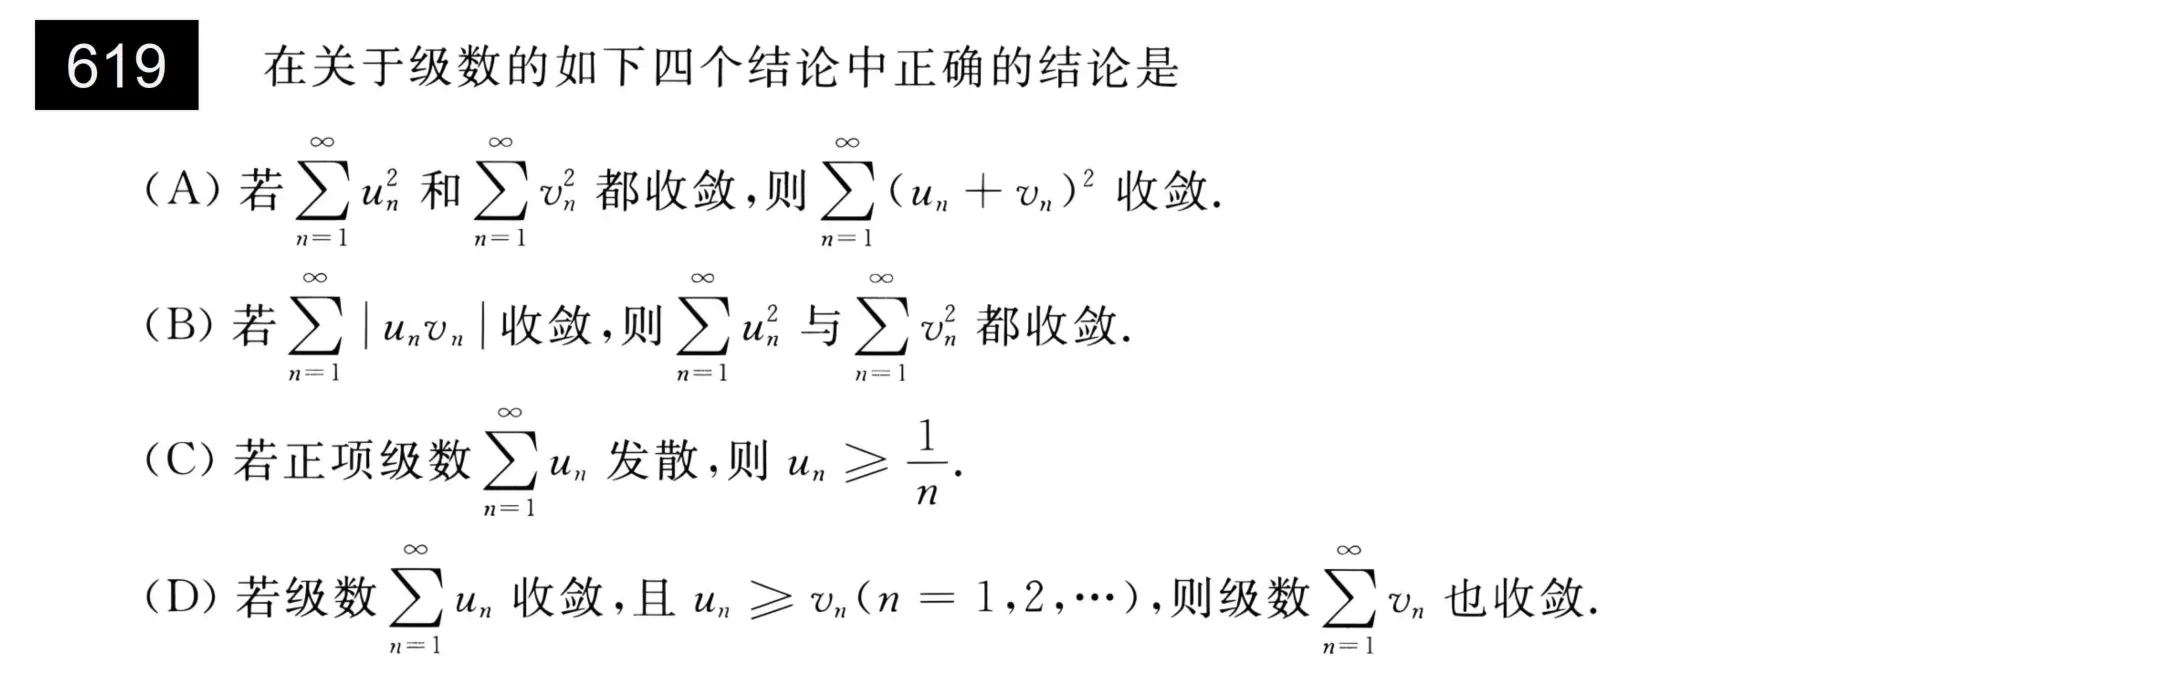 619 在关于级数的如下四个结论中正确的结论是
(A) 若 $\sum_{n=1}^{\infty} u_n^2$ 和 $\sum_{n=1}^{\infty} v_n^2$ 都收敛,则 $\sum_{n=1}^{\infty} (u_n + v_n)^2$ 收敛.
(B) 若 $\sum_{n=1}^{\infty} |u_n v_n|$ 收敛,则 $\sum_{n=1}^{\infty} u_n^2$ 与 $\sum_{n=1}^{\infty} v_n^2$ 都收敛.
(C) 若正项级数 $\sum_{n=1}^{\infty} u_n$ 发散,则 $u_n \geqslant \frac{1}{n}$.
(D) 若级数 $\sum_{n=1}^{\infty} u_n$ 收敛,且 $u_n \geqslant v_n (n = 1,2,\cdots)$,则级数 $\sum_{n=1}^{\infty} v_n$ 也收敛.